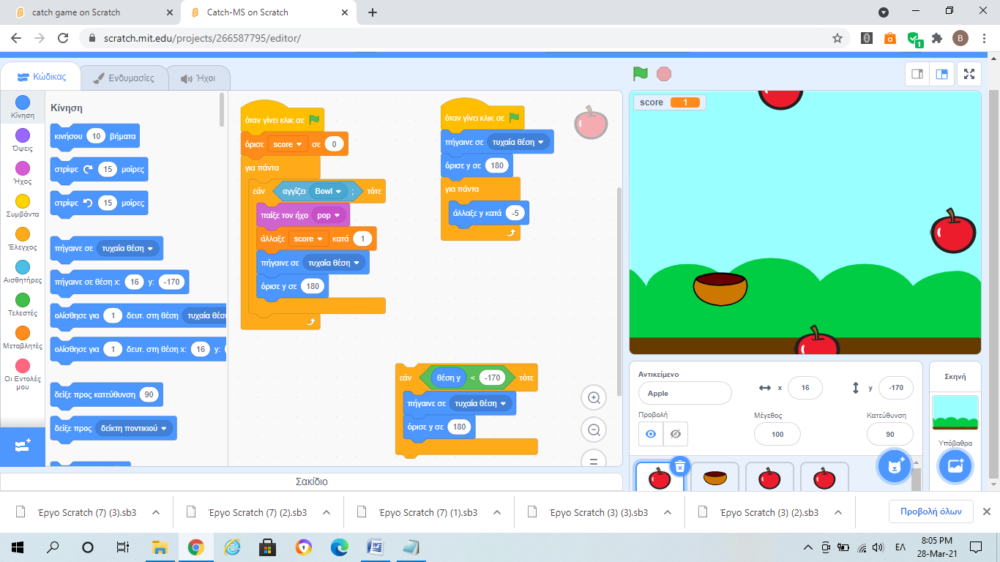 catch game on Scratch
Catch-MS on Scratch
scratch.mit.edu/projects/266587795/editor/
B
1
Κώδικας
Ενδυμασίες
Ήχοι
Κίνηση
Όψεις
Ήχος
Συμβάντα
Έλεγχος
Αισθητήρες
Τελεστές
Μεταβλητές
Οι Εντολές μου
Κίνηση
κινήσου 10 βήματα
στρίψε 15 μοίρες
στρίψε 15 μοίρες
πήγαινε σε τυχαία θέση
πήγαινε σε θέση x: 16 y: -170
ολίσθησε για 1 δευτ. στη θέση τυχαία θέση
ολίσθησε για 1 δευτ. στη θέση x: 16 y:
δείξε προς κατεύθυνση 90
δείξε προς δείκτη ποντικιού
όταν γίνει κλικ σε
όρισε score σε 0
για πάντα
εάν αγγίζει Bowl ; τότε
παίξε τον ήχο pop
άλλαξε score κατά 1
πήγαινε σε τυχαία θέση
όρισε y σε 180
όταν γίνει κλικ σε
πήγαινε σε τυχαία θέση
όρισε y σε 180
για πάντα
άλλαξε y κατά -5
εάν θέση y < -170 τότε
πήγαινε σε τυχαία θέση
όρισε y σε 180
score 1
Αντικείμενο
Apple
x 16 y -170
Προβολή
Μέγεθος
100
Κατεύθυνση
90
Σκηνή
Υπόβαθρα
Σακίδιο
Έργο Scratch (7) (3).sb3
Έργο Scratch (7) (2).sb3
Έργο Scratch (7) (1).sb3
Έργο Scratch (3) (3).sb3
Έργο Scratch (3) (2).sb3
Προβολή όλων
ΕΛ
8:05 PM
28-Mar-21